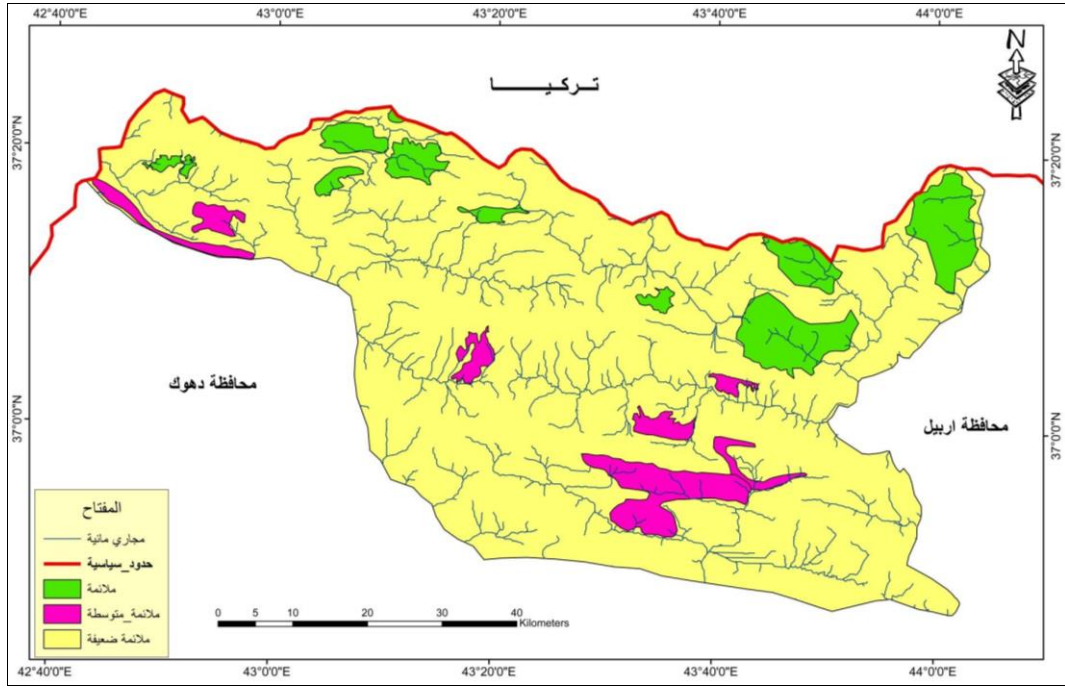 42°40'0"E 43°0'0"E 43°20'0"E 43°40'0"E 44°0'0"E
N
تـركـيـــــــا
37°20'0"N
37°20'0"N
محافظة دهوك
محافظة اربيل
37°0'0"N
37°0'0"N
المفتاح
مجاري مائية
حدود_سياسية
ملائمة
ملائمة_متوسطة
ملائمة ضعيفة
0 5 10 20 30 40
Kilometers
42°40'0"E 43°0'0"E 43°20'0"E 43°40'0"E 44°0'0"E